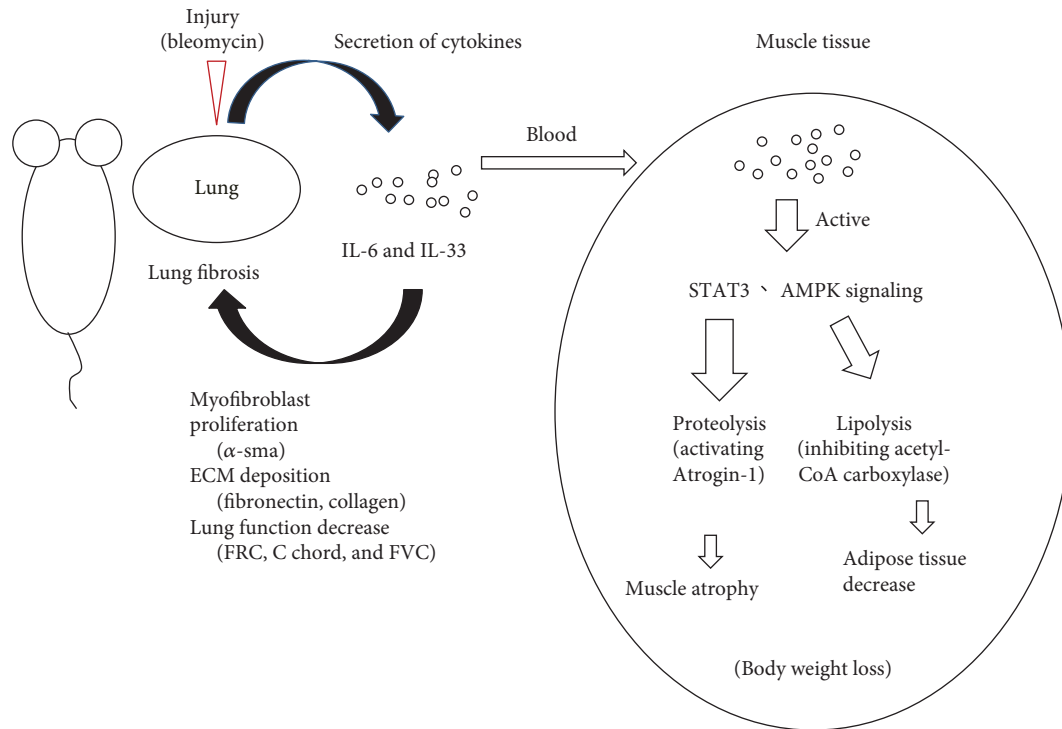 Injury
(bleomycin)
Secretion of cytokines
Muscle tissue
Blood
Lung
Active
IL-6 and IL-33
Lung fibrosis
STAT3、 AMPK signaling
Myofibroblast
proliferation
(α-sma)
ECM deposition
(fibronectin, collagen)
Lung function decrease
(FRC, C chord, and FVC)
Proteolysis
(activating
Atrogin-1)
Lipolysis
(inhibiting acetyl-
CoA carboxylase)
Muscle atrophy
Adipose tissue
decrease
(Body weight loss)